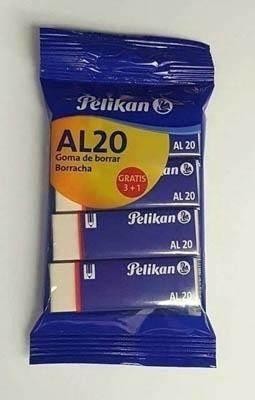 Pelikan
AL20
Goma de borrar
Borracha
GRATIS
3+1
AL 20
Pelikan
AL 20
Pelikan
AL 20
Pelikan
AL 20